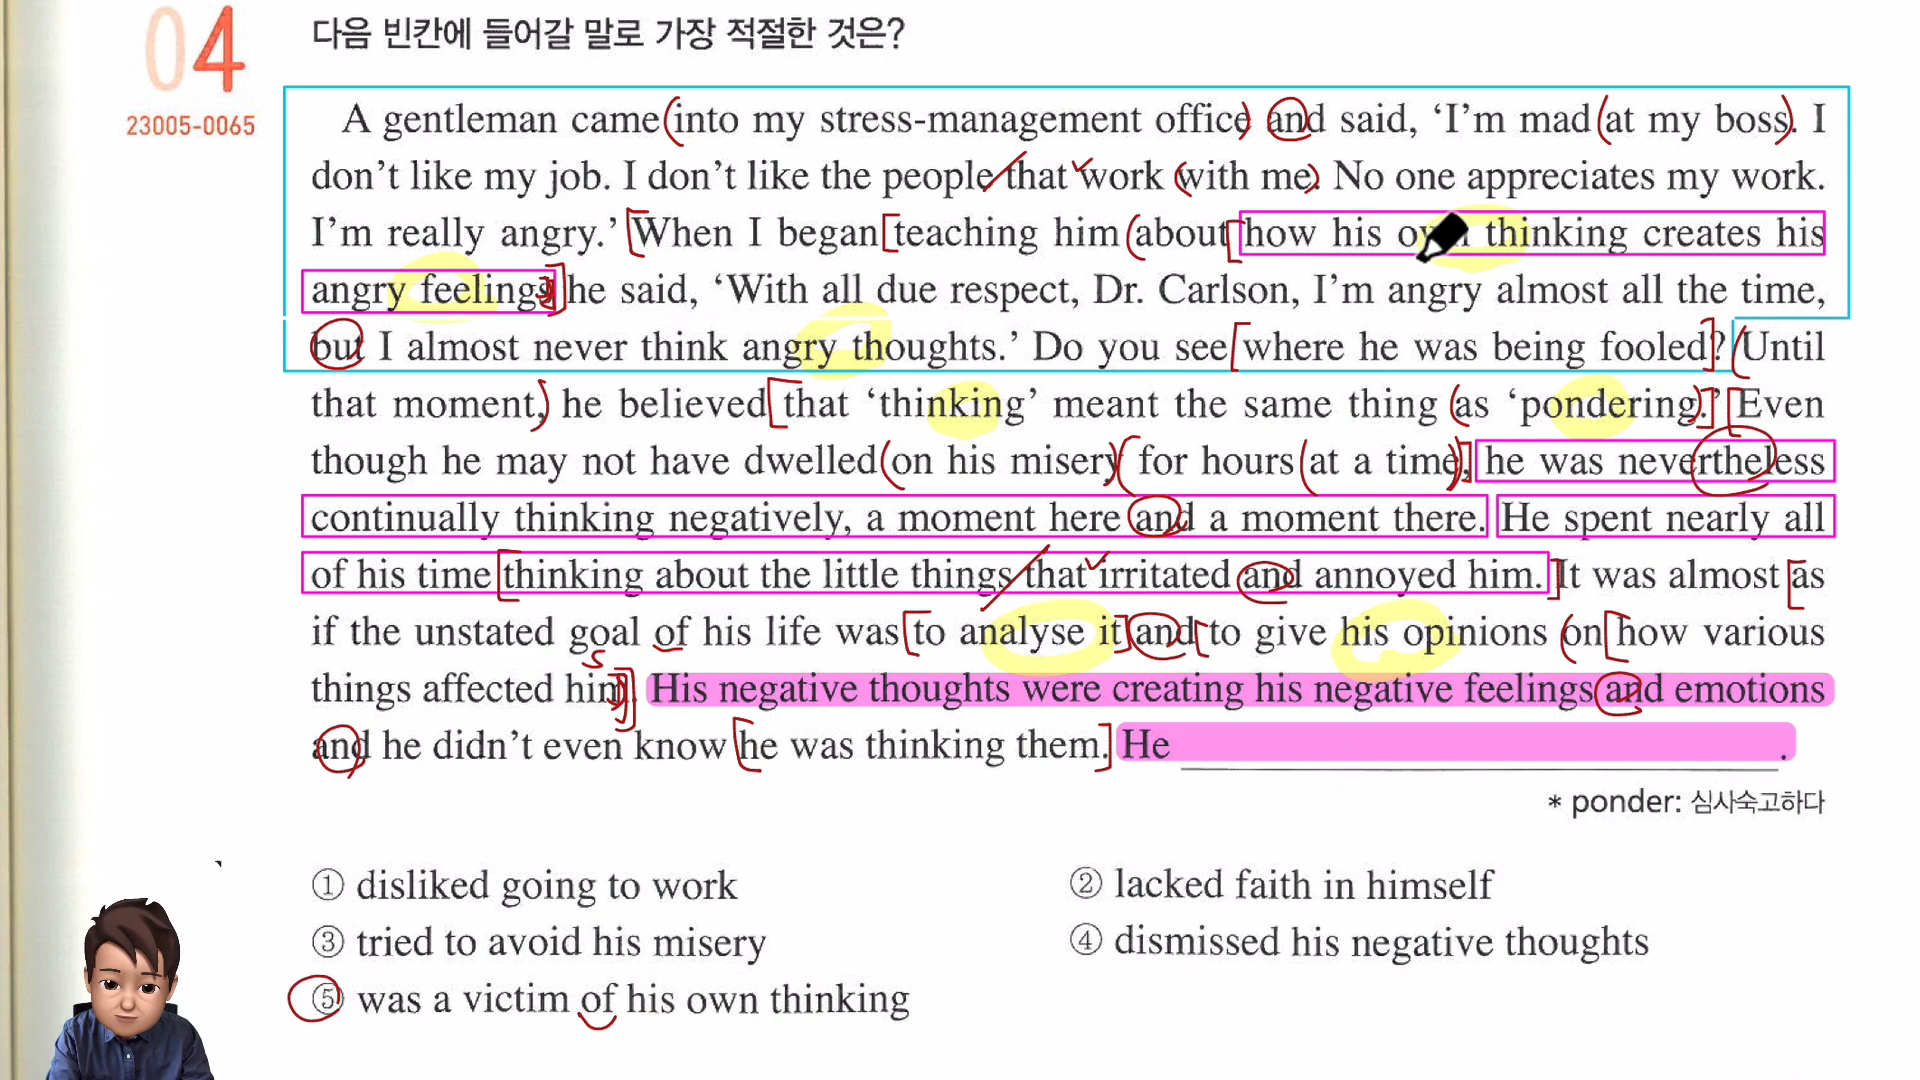 04
다음 빈칸에 들어갈 말로 가장 적절한 것은?
23005-0065
A gentleman came into my stress-management office and said, ‘I’m mad at my boss. I
don’t like my job. I don’t like the people that work with me. No one appreciates my work.
I’m really angry.’ When I began teaching him about how his own thinking creates his
angry feelings, he said, ‘With all due respect, Dr. Carlson, I’m angry almost all the time,
but I almost never think angry thoughts.’ Do you see where he was being fooled? Until
that moment, he believed that ‘thinking’ meant the same thing as ‘pondering.’ Even
though he may not have dwelled on his misery for hours at a time, he was nevertheless
continually thinking negatively, a moment here and a moment there. He spent nearly all
of his time thinking about the little things that irritated and annoyed him. It was almost as
if the unstated goal of his life was to analyse it and to give his opinions on how various
things affected him. His negative thoughts were creating his negative feelings and emotions
and he didn’t even know he was thinking them. He ______.
* ponder: 심사숙고하다
① disliked going to work
② lacked faith in himself
③ tried to avoid his misery
④ dismissed his negative thoughts
⑤ was a victim of his own thinking